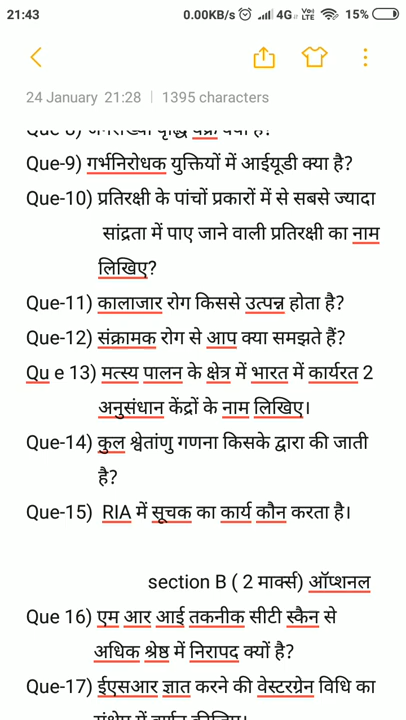 21:43 0.00KB/s 4G VoLTE 15%
24 January 21:28 | 1395 characters
Que-9) गर्भनिरोधक युक्तियों में आईयूडी क्या है?
Que-10) प्रतिरक्षी के पांचों प्रकारों में से सबसे ज्यादा
सांद्रता में पाए जाने वाली प्रतिरक्षी का नाम
लिखिए?
Que-11) कालाजार रोग किससे उत्पन्न होता है?
Que-12) संक्रामक रोग से आप क्या समझते हैं?
Qu e 13) मत्स्य पालन के क्षेत्र में भारत में कार्यरत 2
अनुसंधान केंद्रों के नाम लिखिए।
Que-14) कुल श्वेताणु गणना किसके द्वारा की जाती
है?
Que-15) RIA में सूचक का कार्य कौन करता है।
section B ( 2 मार्क्स) ऑप्शनल
Que 16) एम आर आई तकनीक सीटी स्कैन से
अधिक श्रेष्ठ में निरापद क्यों है?
Que-17) ईएसआर ज्ञात करने की वेस्टरग्रेन विधि का